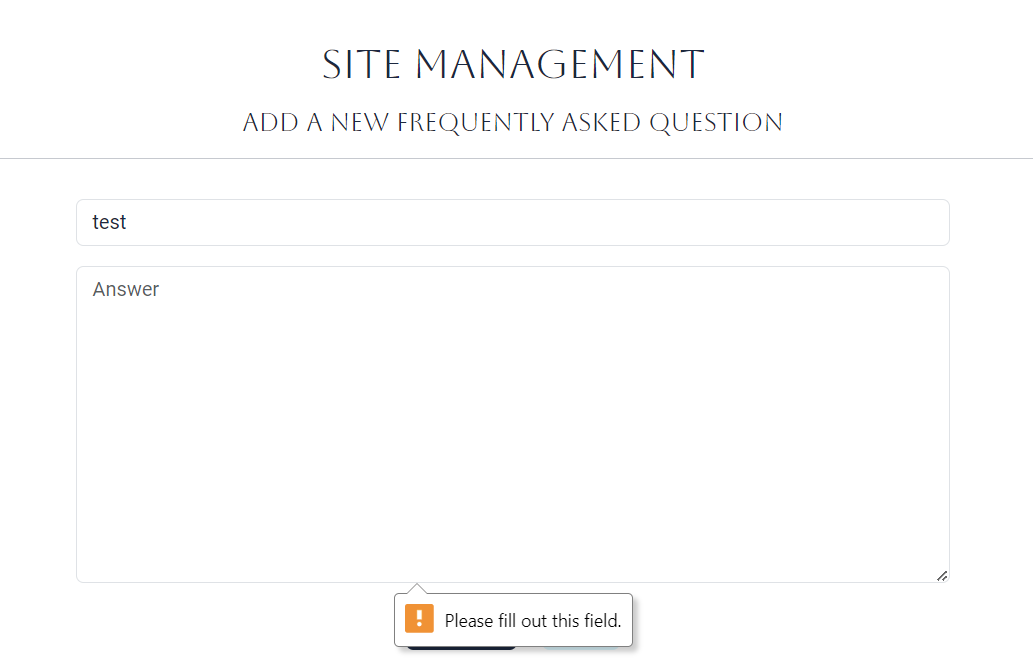 SITE MANAGEMENT
ADD A NEW FREQUENTLY ASKED QUESTION
test
Answer
Please fill out this field.